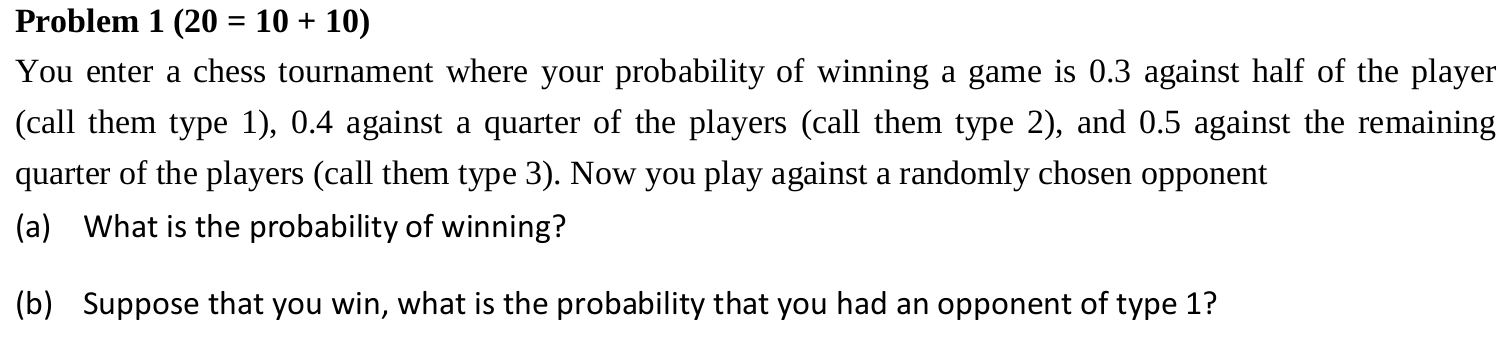 Problem 1 (20 = 10 + 10)
You enter a chess tournament where your probability of winning a game is 0.3 against half of the player
(call them type 1), 0.4 against a quarter of the players (call them type 2), and 0.5 against the remaining
quarter of the players (call them type 3). Now you play against a randomly chosen opponent
(a) What is the probability of winning?
(b) Suppose that you win, what is the probability that you had an opponent of type 1?